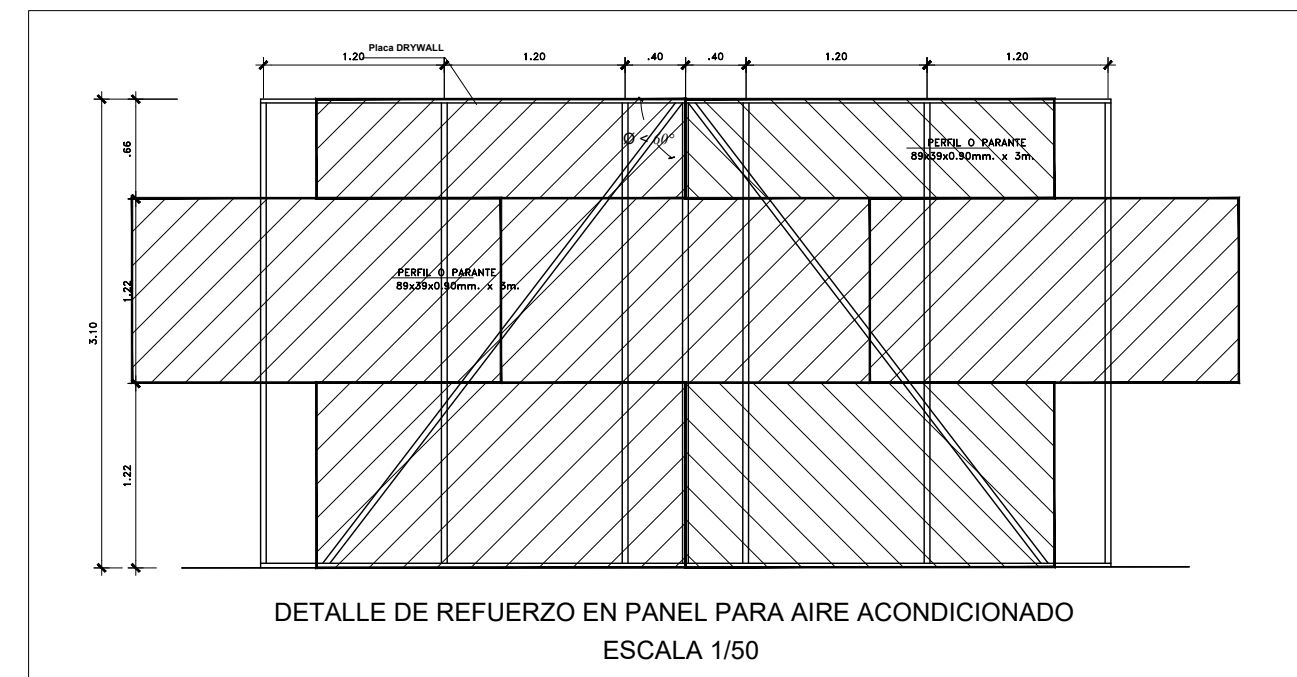 Placa DRYWALL
1.20
1.20
.40
.40
1.20
1.20
.66
Ø < 60°
PERFIL O PARANTE
89x39x0.90mm. x 3m.
PERFIL O PARANTE
89x39x0.90mm. x 3m.
1.22
3.10
1.22
DETALLE DE REFUERZO EN PANEL PARA AIRE ACONDICIONADO
ESCALA 1/50